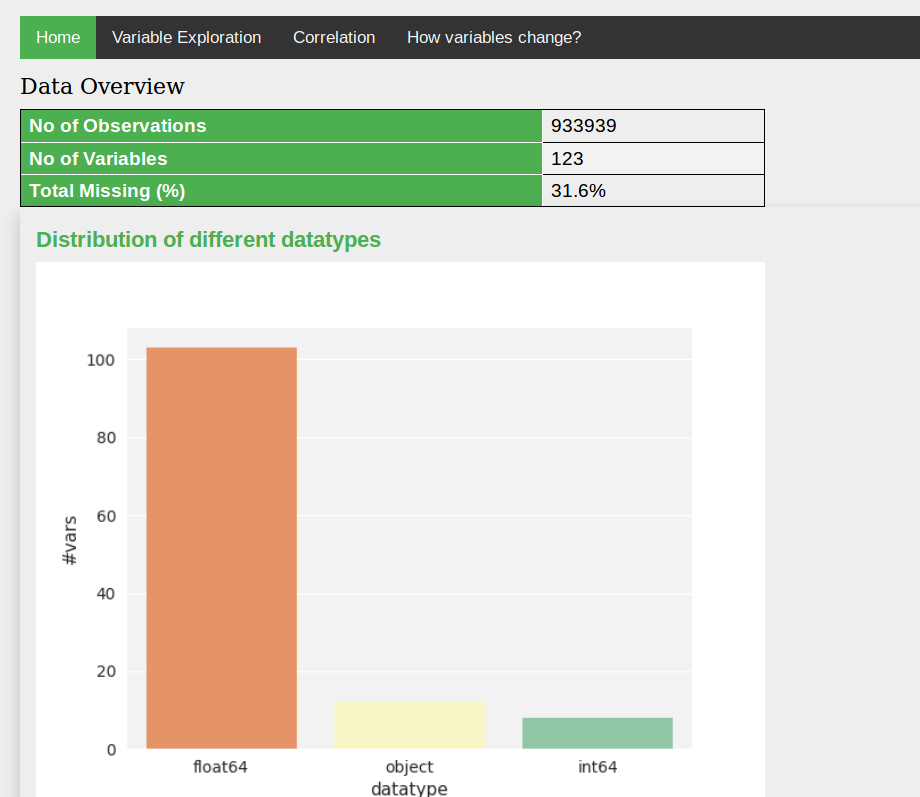 Home Variable Exploration Correlation How variables change?
Data Overview
No of Observations 933939
No of Variables 123
Total Missing (%) 31.6%
Distribution of different datatypes
100
80
60
40
20
0
#vars
float64 object int64
datatype